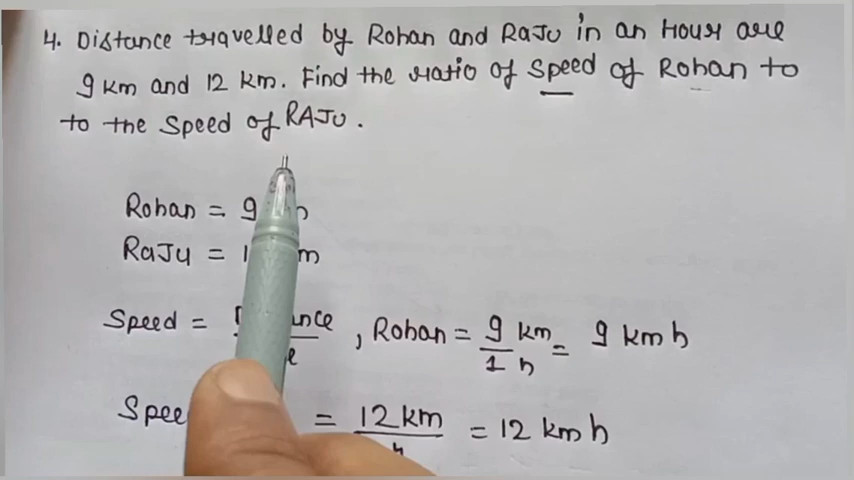 4. Distance travelled by Rohan and RaJu in an Hour are
9 km and 12 km. Find the ratio of Speed of Rohan to
to the Speed of RAJU.
Rohan = 9
RaJu = 1 m
Speed = , Rohan = 9 km / 1 h = 9 km h
= 12 km / h = 12 km h